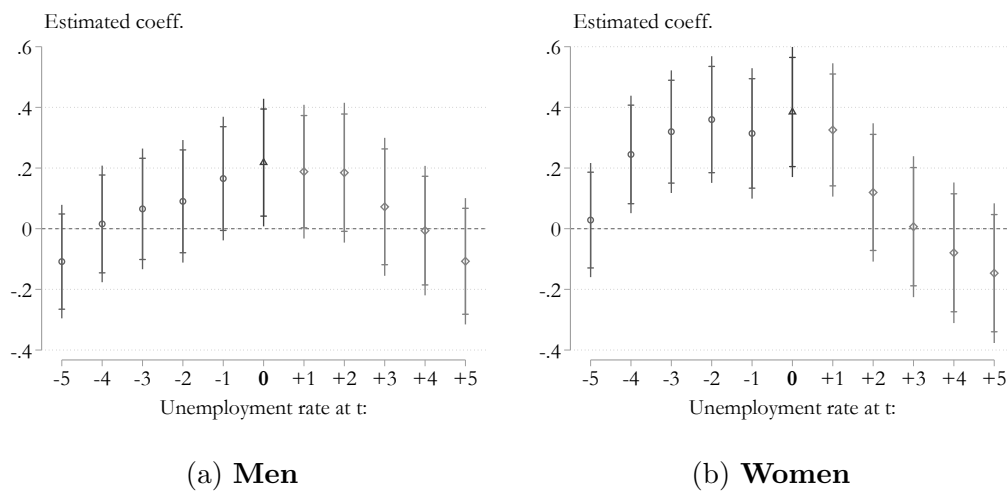 Estimated coeff.
.6
.4
.2
0
-.2
-.4
-5 -4 -3 -2 -1 0 +1 +2 +3 +4 +5
Unemployment rate at t:
(a) Men
Estimated coeff.
.6
.4
.2
0
-.2
-.4
-5 -4 -3 -2 -1 0 +1 +2 +3 +4 +5
Unemployment rate at t:
(b) Women